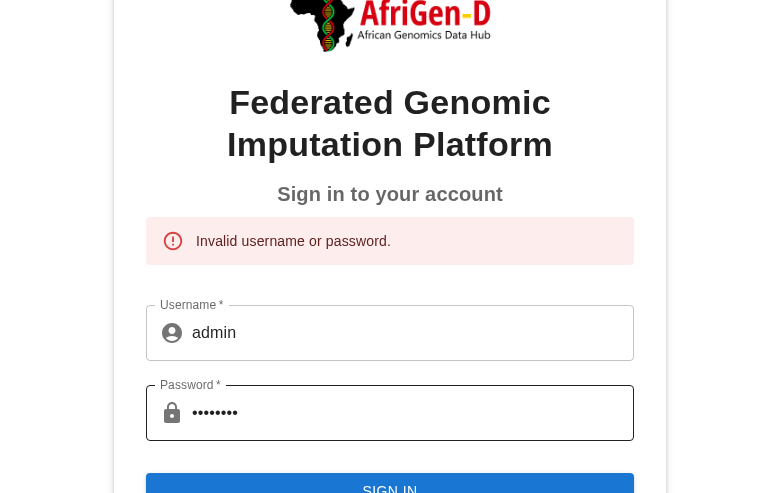 AfriGen-D
African Genomics Data Hub
Federated Genomic
Imputation Platform
Sign in to your account
Invalid username or password.
Username *
admin
Password *
••••••••
SIGN IN